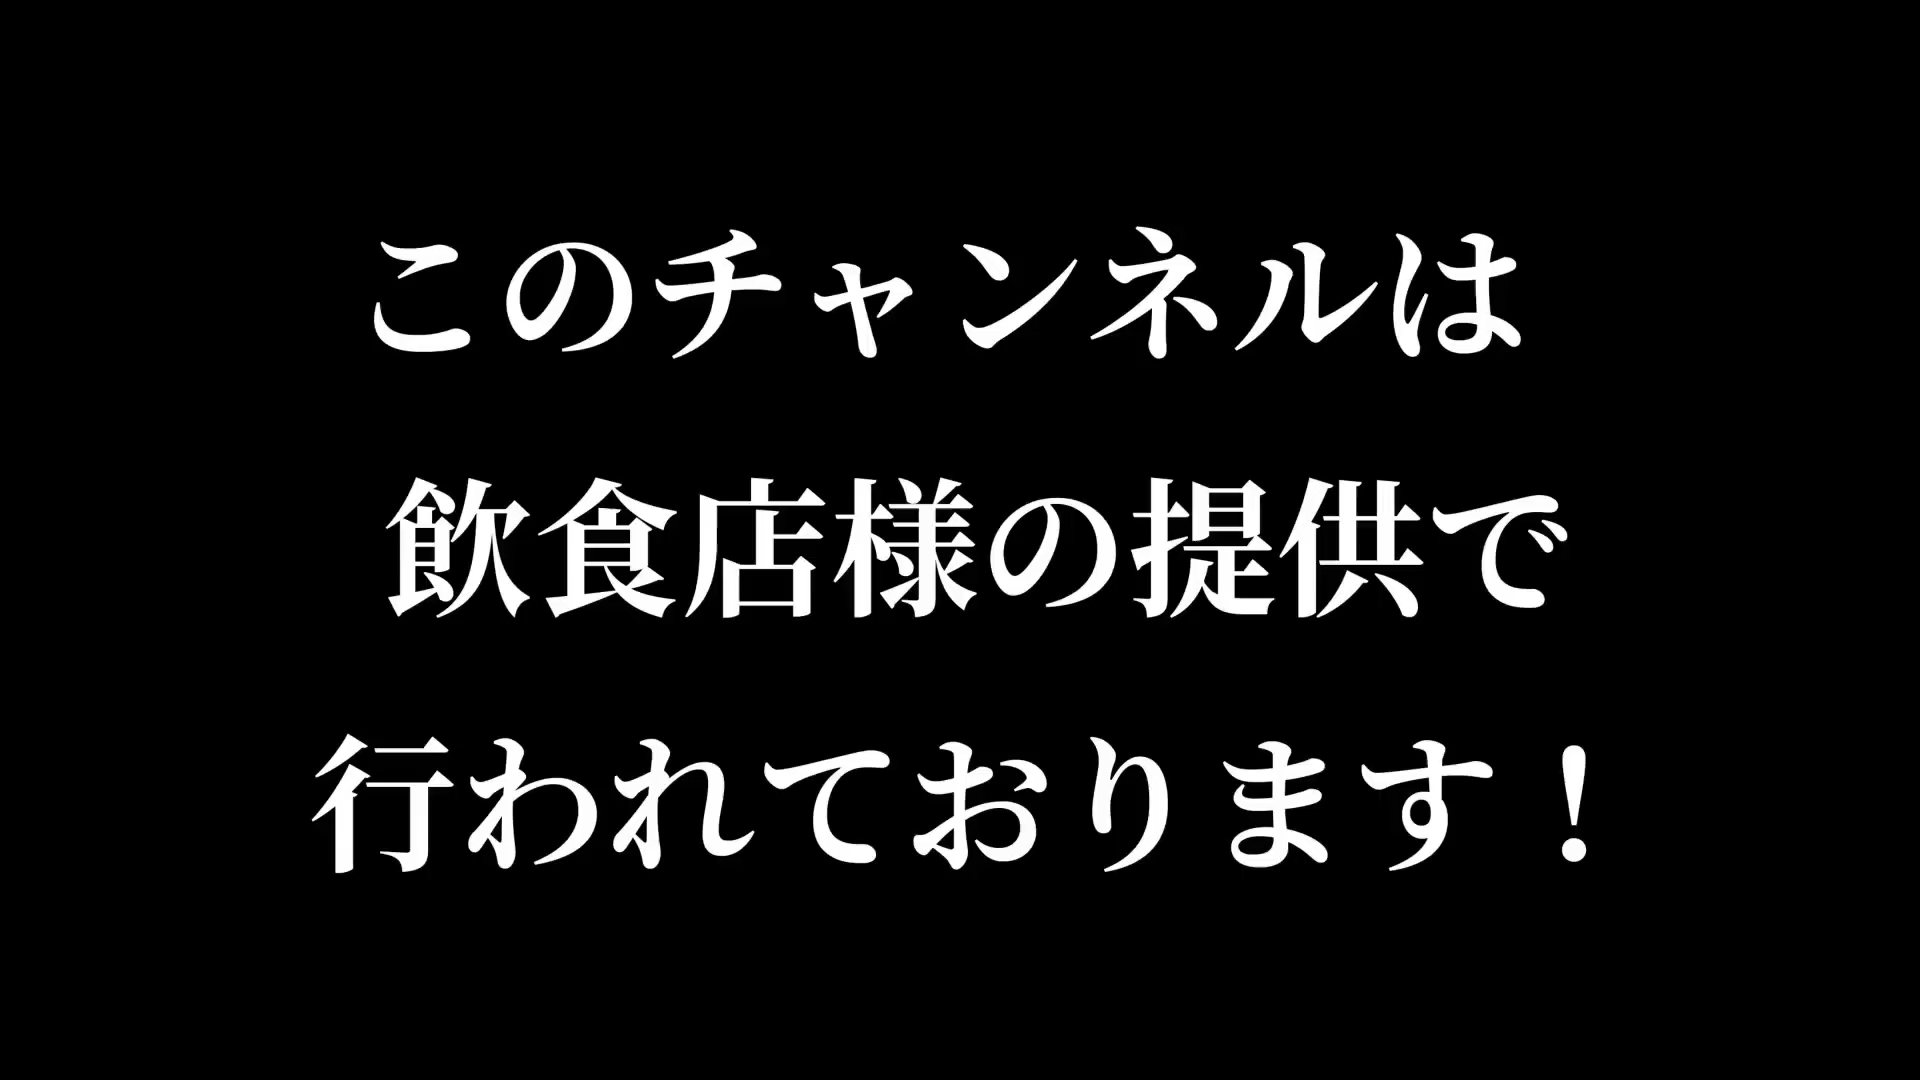 このチャンネルは
飲食店様の提供で
行われております！